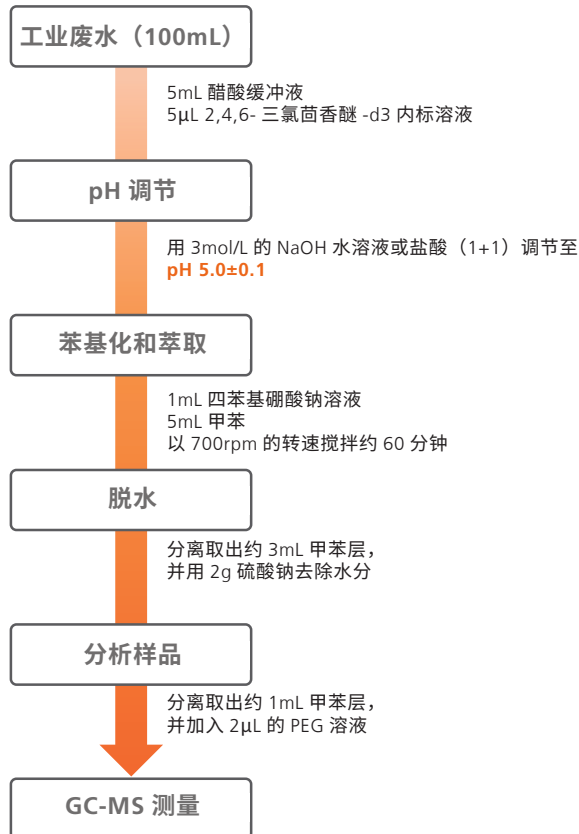 工业废水（100mL）
5mL 醋酸缓冲液
5μL 2,4,6- 三氯茴香醚 -d3 内标溶液
pH 调节
用 3mol/L 的 NaOH 水溶液或盐酸（1+1）调节至
pH 5.0±0.1
苯基化和萃取
1mL 四苯基硼酸钠溶液
5mL 甲苯
以 700rpm 的转速搅拌约 60 分钟
脱水
分离取出约 3mL 甲苯层，
并用 2g 硫酸钠去除水分
分析样品
分离取出约 1mL 甲苯层，
并加入 2μL 的 PEG 溶液
GC-MS 测量